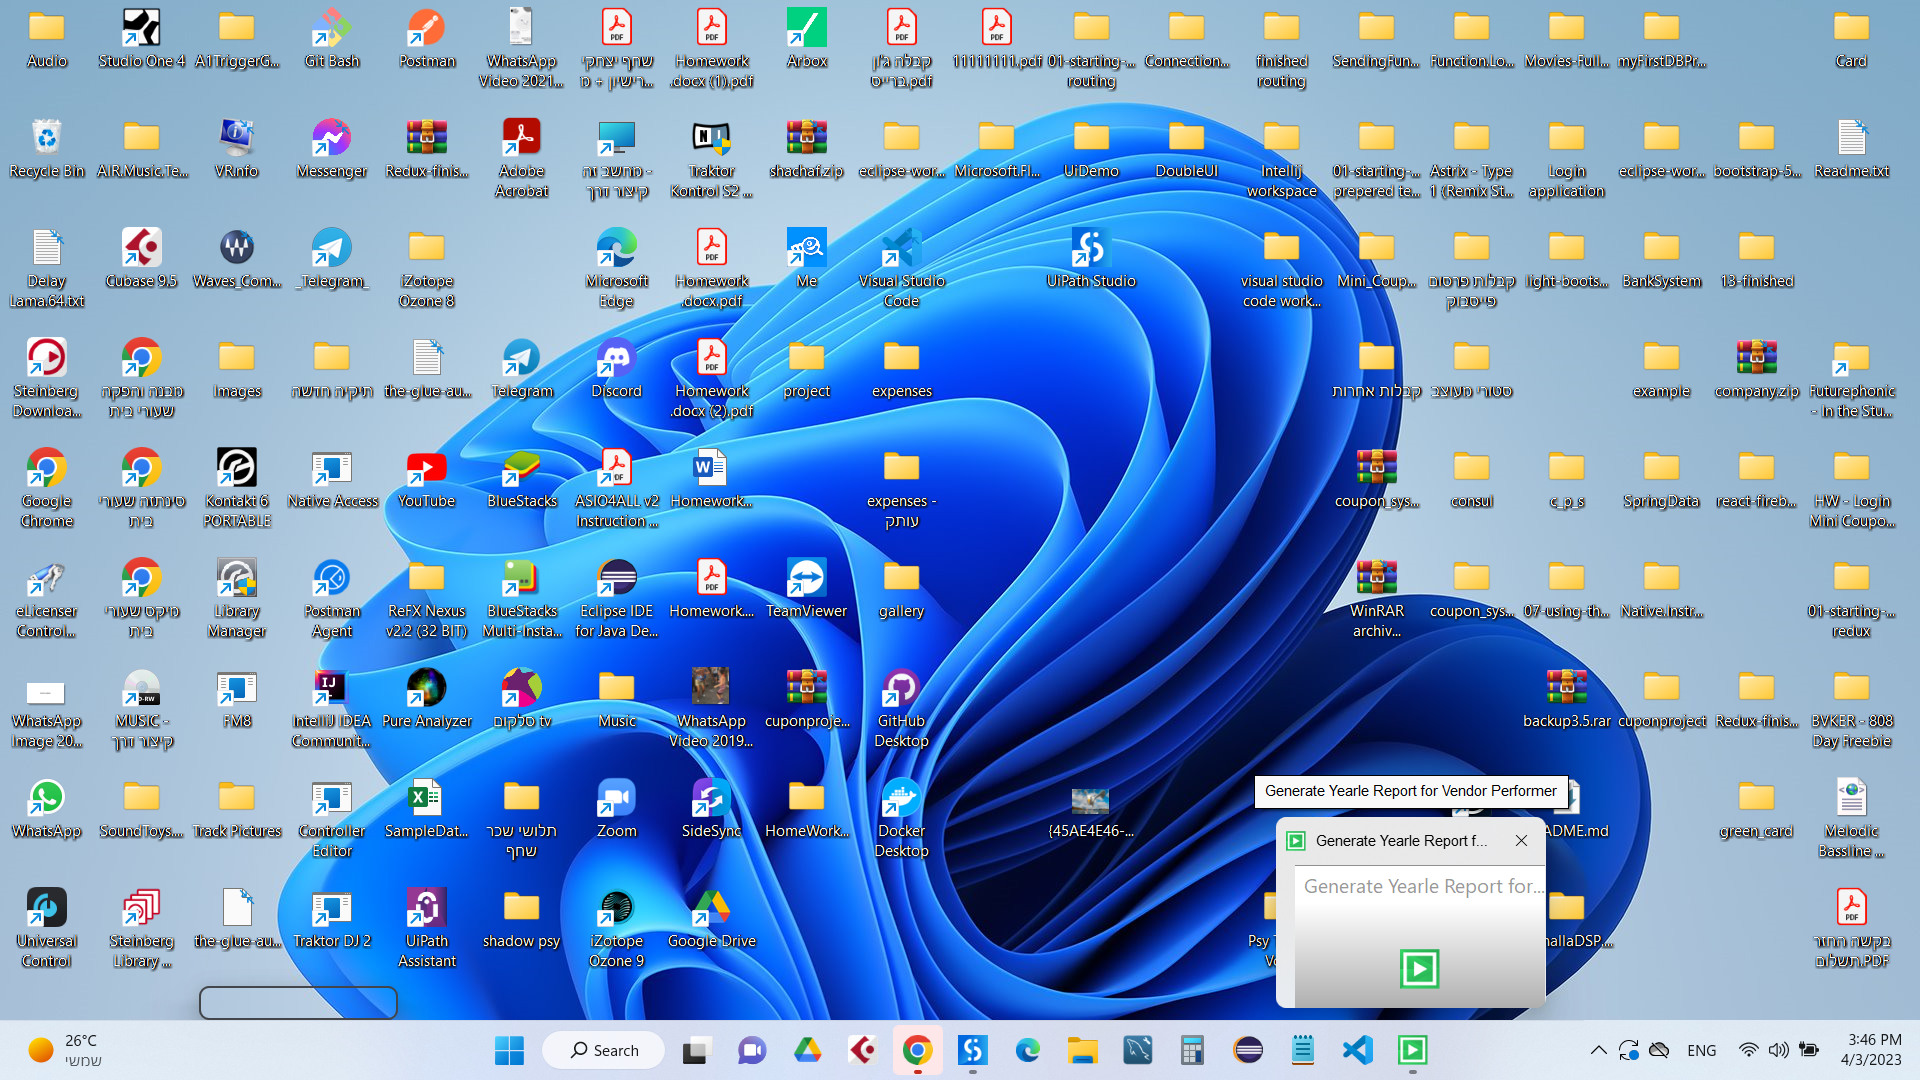 Audio
Studio One 4
A1TriggerG...
Git Bash
Postman
WhatsApp
Video 2021...
שחף יצחקי
Homework
.docx (1).pdf
Arbox
קבלה ג'ון
ברייס.pdf
11111111.pdf
01-starting-...
routing
Connection...
finished
routing
SendingFun...
Function.Lo...
Movies-Full...
myFirstDBPr...
Card
Recycle Bin
AIR.Music.Te...
VR.nfo
Messenger
Redux-finis...
Adobe
Acrobat
מחשב זה -
קיצור דרך
Traktor
Kontrol S2 ...
shachaf.zip
eclipse-wor...
Microsoft.Fl...
UiDemo
DoubleUI
Intellij
workspace
01-starting-...
prepered te...
Astrix - Type
1 (Remix St...
Login
application
eclipse-wor...
bootstrap-5...
Readme.txt
Delay
Lama.64.txt
Cubase 9.5
Waves_Com...
_Telegram_
iZotope
Ozone 8
Microsoft
Edge
Homework
.docx.pdf
Me
Visual Studio
Code
UiPath Studio
visual studio
code work...
Mini_Coup...
קבלות פרסום
פייסבוק
light-boots...
BankSystem
13-finished
Steinberg
Downloa...
מבנה והפקה
שעורי בית
Images
תיקיה חדשה
the-glue-au...
Telegram
Discord
Homework
.docx (2).pdf
project
expenses
קבלות אחרות
סטורי מעוצב
example
company.zip
Futurephonic
- In the Stu...
Google
Chrome
סינתזה שעורי
בית
Kontakt 6
PORTABLE
Native Access
YouTube
BlueStacks
ASIO4ALL v2
Instruction ...
Homework...
expenses -
עותק
coupon_sys...
consul
c_p_s
SpringData
react-fireb...
HW - Login
Mini Coupo...
eLicenser
Control...
מיקס שעורי
בית
Library
Manager
Postman
Agent
ReFX Nexus
v2.2 (32 BIT)
BlueStacks
Multi-Insta...
Eclipse IDE
for Java De...
Homework....
TeamViewer
gallery
WinRAR
archiv...
coupon_sys...
07-using-th...
Native.Instr...
01-starting-...
redux
WhatsApp
Image 20...
MUSIC -
קיצור דרך
FM8
IntelliJ IDEA
Communit...
Pure Analyzer
סלקום tv
Music
WhatsApp
Video 2019...
cuponproje...
GitHub
Desktop
backup3.5.rar
cuponproject
Redux-finis...
BVKER - 808
Day Freebie
WhatsApp
SoundToys....
Track Pictures
Controller
Editor
SampleDat...
תלושי שכר
שחף
Zoom
SideSync
HomeWork...
Docker
Desktop
{45AE4E46-...
Generate Yearle Report for Vendor Performer
Generate Yearle Report f...
Generate Yearle Report for...
DME.md
green_card
Melodic
Bassline ...
Universal
Control
Steinberg
Library ...
the-glue-au...
Traktor DJ 2
UiPath
Assistant
shadow psy
iZotope
Ozone 9
Google Drive
Psy
hallaDSP....
בקשה החזר
תשלום.PDF
26°C
שמשי
Search
ENG
3:46 PM
4/3/2023